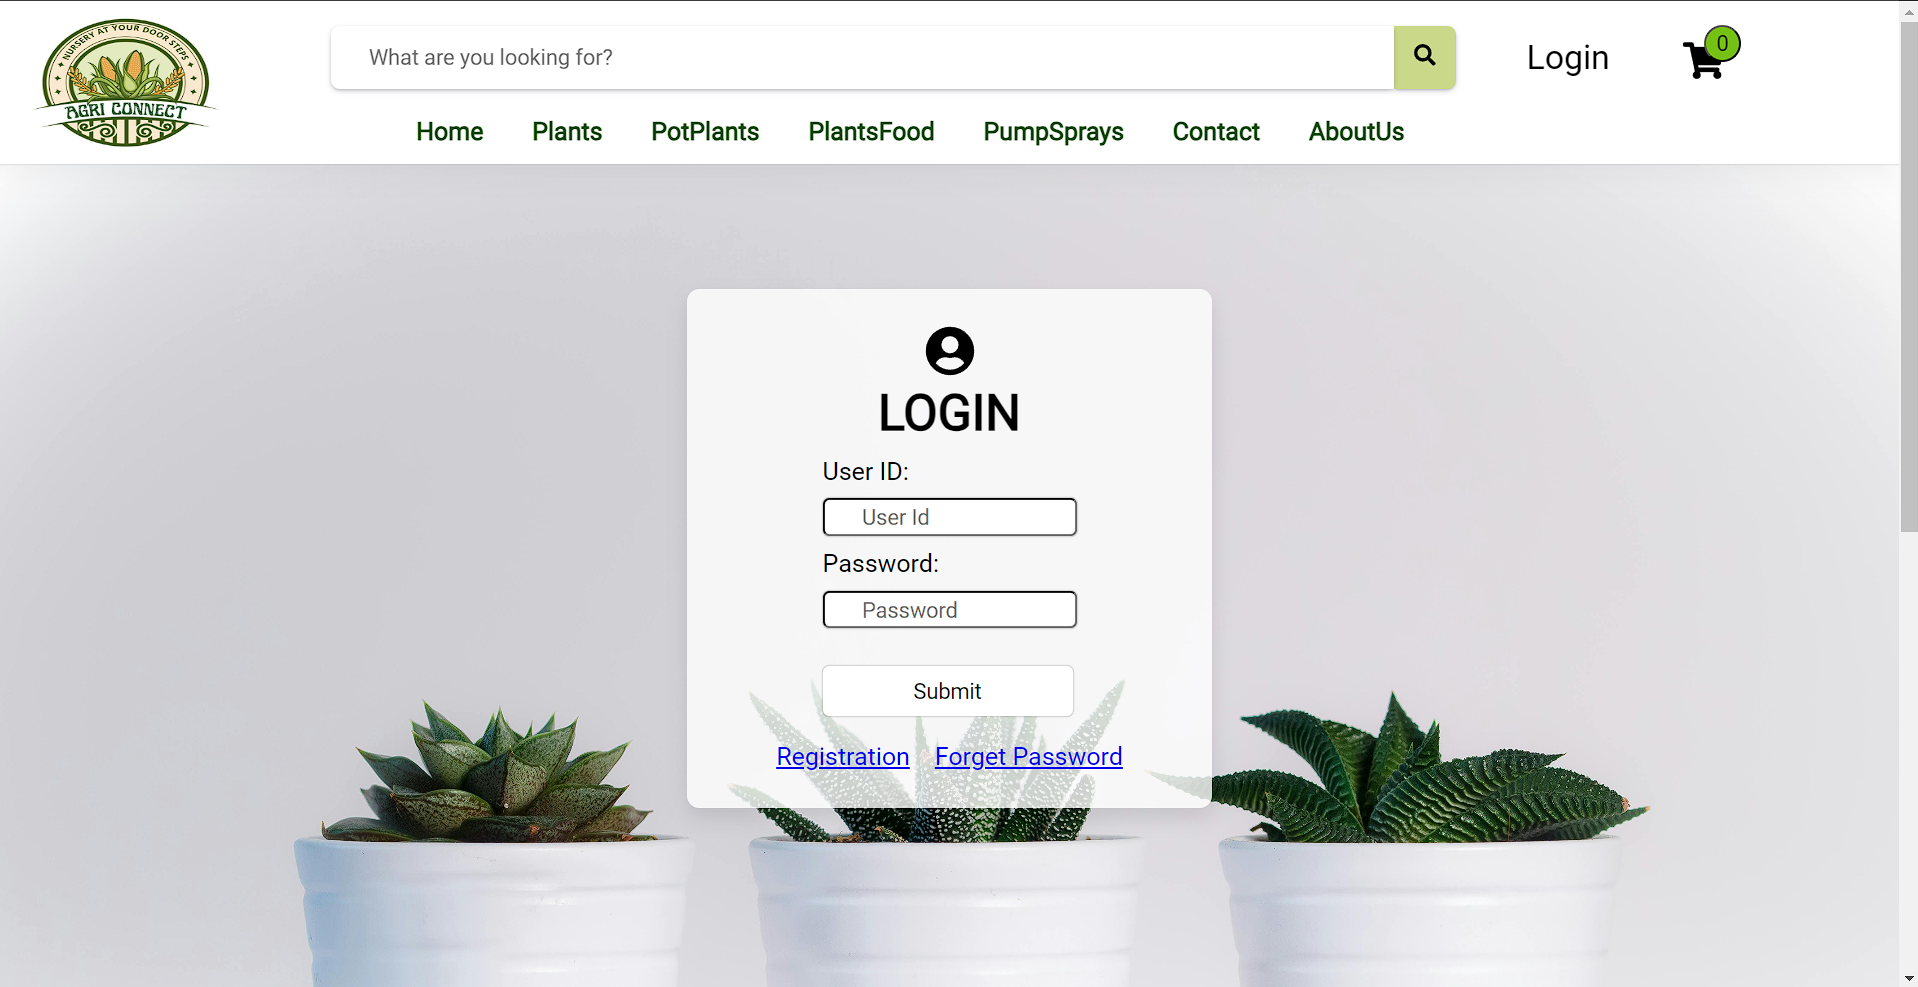 NURSERY AT YOUR DOOR STEPS
AGRI CONNECT
What are you looking for?
Login
0
Home Plants PotPlants PlantsFood PumpSprays Contact AboutUs
LOGIN
User ID:
User Id
Password:
Password
Submit
Registration Forget Password